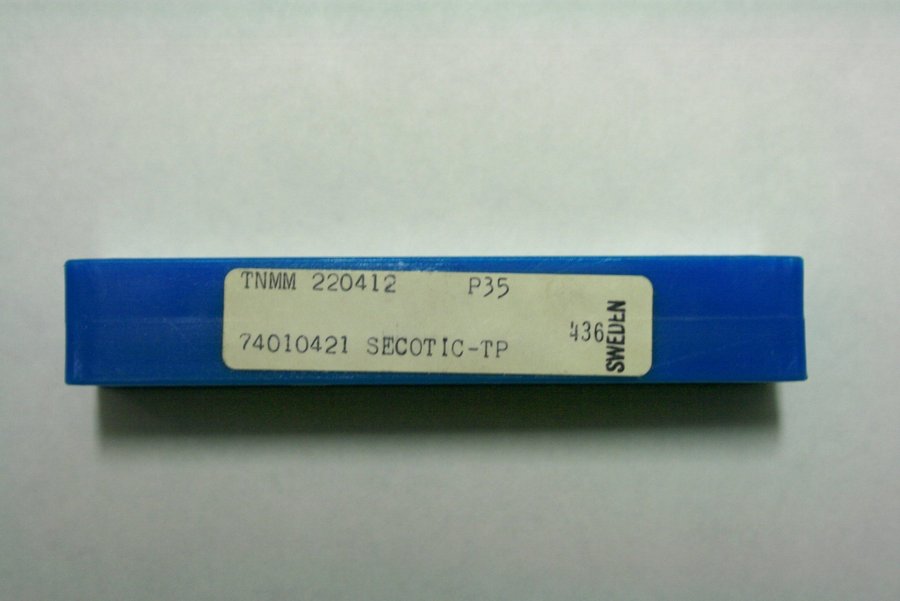 TNMM 220412 P35
74010421 SECOTIC-TP
436
SWEDEN